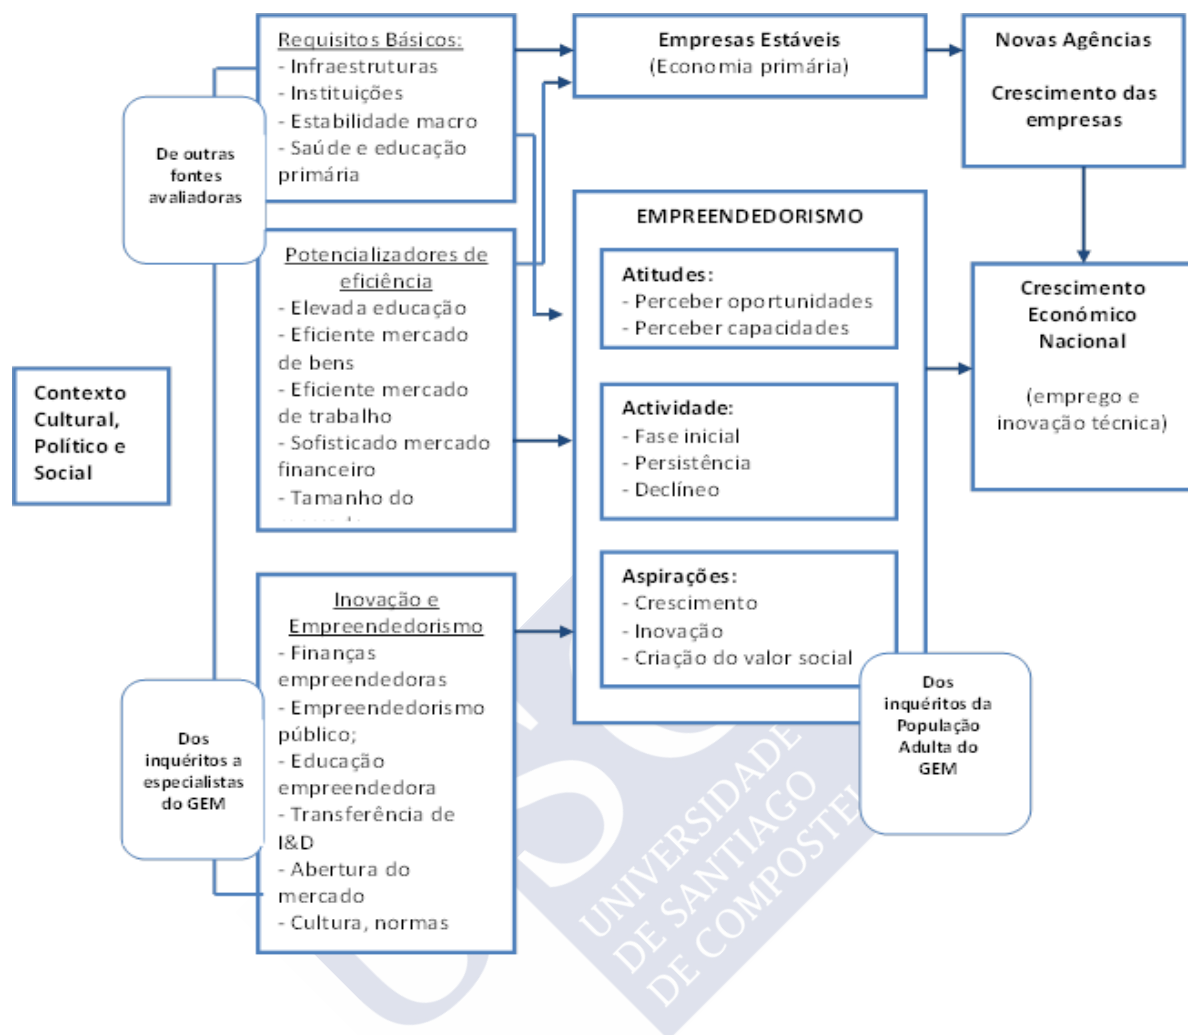 Requisitos Básicos:
- Infraestruturas
- Instituições
- Estabilidade macro
- Saúde e educação
primária
Empresas Estáveis
(Economia primária)
Novas Agências
Crescimento das
empresas
De outras
fontes
avaliadoras
Potencializadores de
eficiência
- Elevada educação
- Eficiente mercado
de bens
- Eficiente mercado
de trabalho
- Sofisticado mercado
financeiro
- Tamanho do
EMPREENDEDORISMO
Atitudes:
- Perceber oportunidades
- Perceber capacidades
Actividade:
- Fase inicial
- Persistência
- Declíneo
Aspirações:
- Crescimento
- Inovação
- Criação do valor social
Crescimento
Económico
Nacional
(emprego e
inovação técnica)
Contexto
Cultural,
Político e
Social
Inovação e
Empreendedorismo
- Finanças
empreendedoras
- Empreendedorismo
público;
- Educação
empreendedora
- Transferência de
I&D
- Abertura do
mercado
- Cultura, normas
Dos
inquéritos a
especialistas
do GEM
Dos
inquéritos da
População
Adulta do
GEM
UNIVERSIDADE
DE SANTIAGO
DE COMPOSTEL